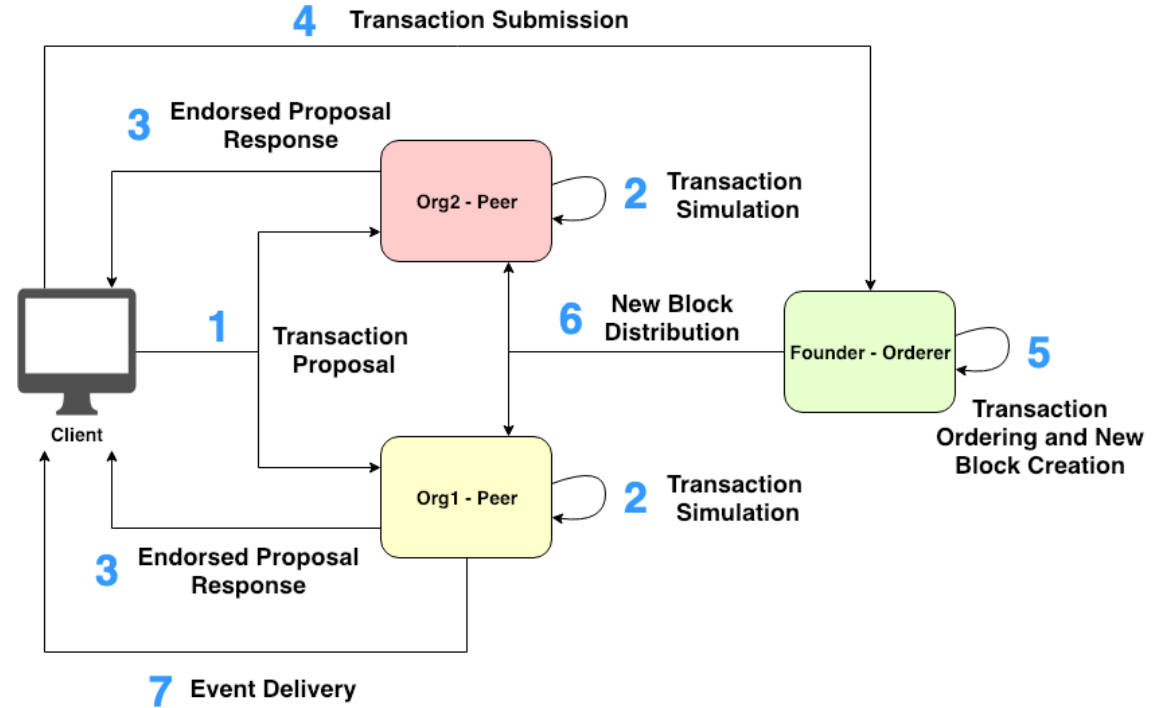 4 Transaction Submission
3 Endorsed Proposal
Response
Org2 - Peer
2 Transaction
Simulation
1 Transaction
Proposal
6 New Block
Distribution
Founder - Orderer
5
Transaction
Ordering and New
Block Creation
Client
Org1 - Peer
2 Transaction
Simulation
3 Endorsed Proposal
Response
7 Event Delivery